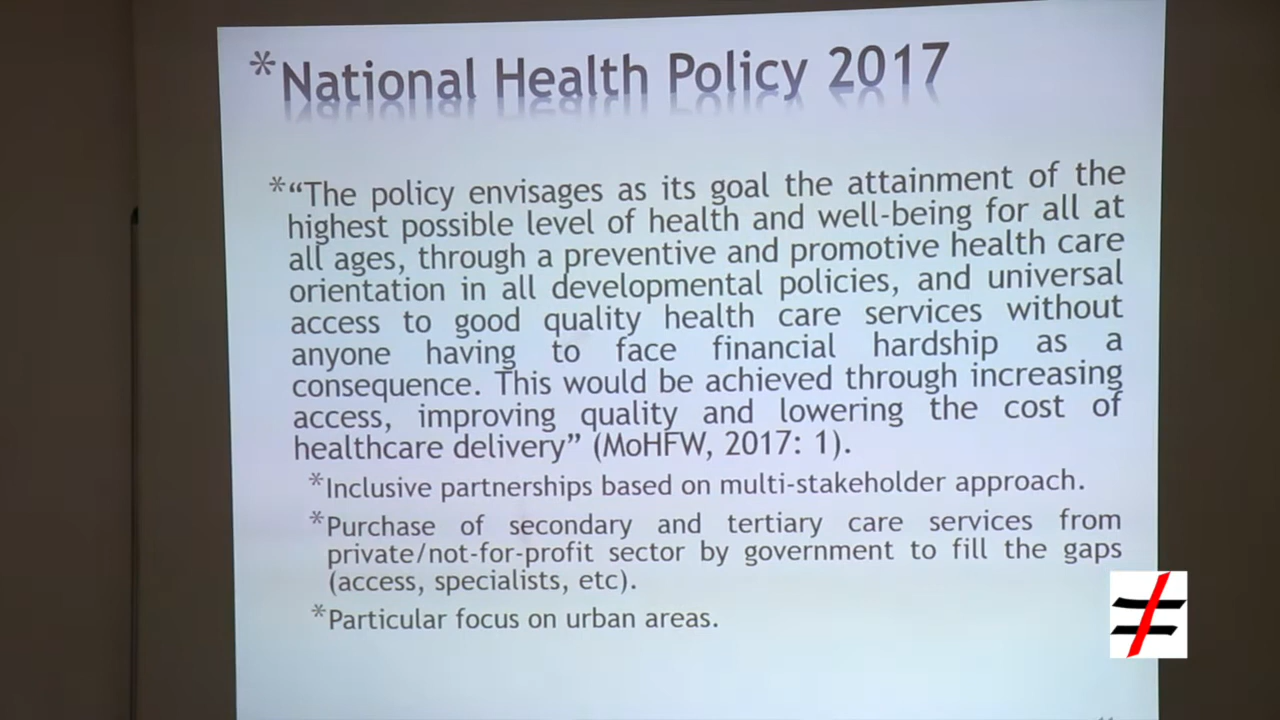 *National Health Policy 2017
*“The policy envisages as its goal the attainment of the
highest possible level of health and well-being for all at
all ages, through a preventive and promotive health care
orientation in all developmental policies, and universal
access to good quality health care services without
anyone having to face financial hardship as a
consequence. This would be achieved through increasing
access, improving quality and lowering the cost of
healthcare delivery” (MoHFW, 2017: 1).
*Inclusive partnerships based on multi-stakeholder approach.
*Purchase of secondary and tertiary care services from
private/not-for-profit sector by government to fill the gaps
(access, specialists, etc).
*Particular focus on urban areas.